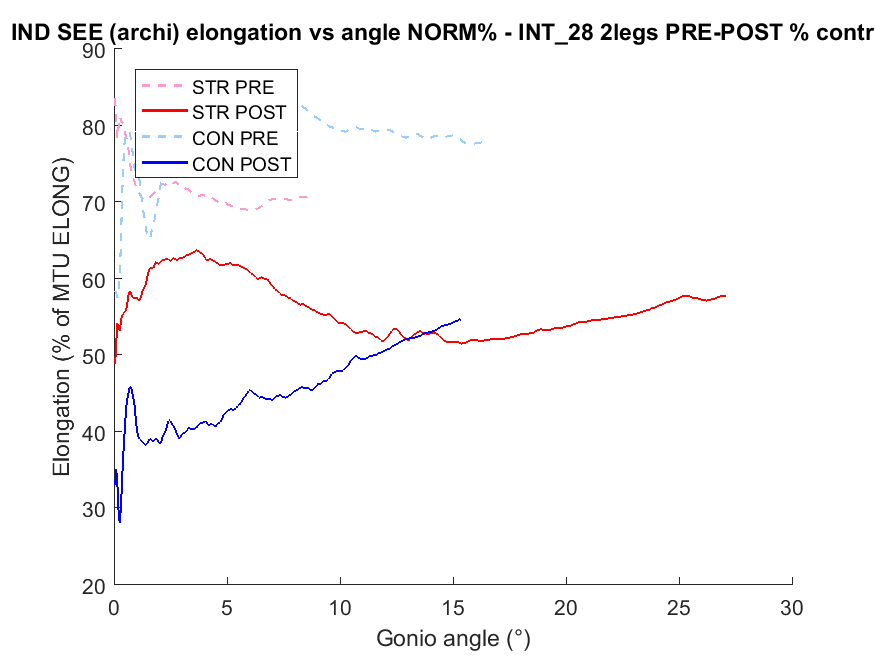 IND SEE (archi) elongation vs angle NORM% - INT_28 2legs PRE-POST % contr
90
80
70
60
50
40
30
20
Elongation (% of MTU ELONG)
STR PRE
STR POST
CON PRE
CON POST
0
5
10
15
20
25
30
Gonio angle (°)